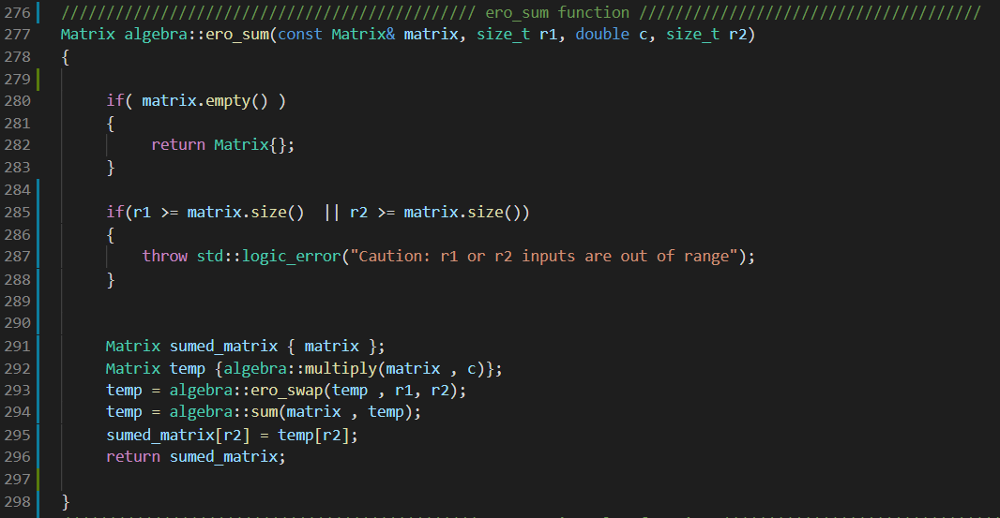 276 ////////////////////////////////////////////// ero_sum function //////////////////////////////////////
277 Matrix algebra::ero_sum(const Matrix& matrix, size_t r1, double c, size_t r2)
278 {
279
280 if( matrix.empty() )
281 {
282 return Matrix{};
283 }
284
285 if(r1 >= matrix.size()  || r2 >= matrix.size())
286 {
287 throw std::logic_error("Caution: r1 or r2 inputs are out of range");
288 }
289
290
291 Matrix sumed_matrix { matrix };
292 Matrix temp {algebra::multiply(matrix , c)};
293 temp = algebra::ero_swap(temp , r1, r2);
294 temp = algebra::sum(matrix , temp);
295 sumed_matrix[r2] = temp[r2];
296 return sumed_matrix;
297
298 }